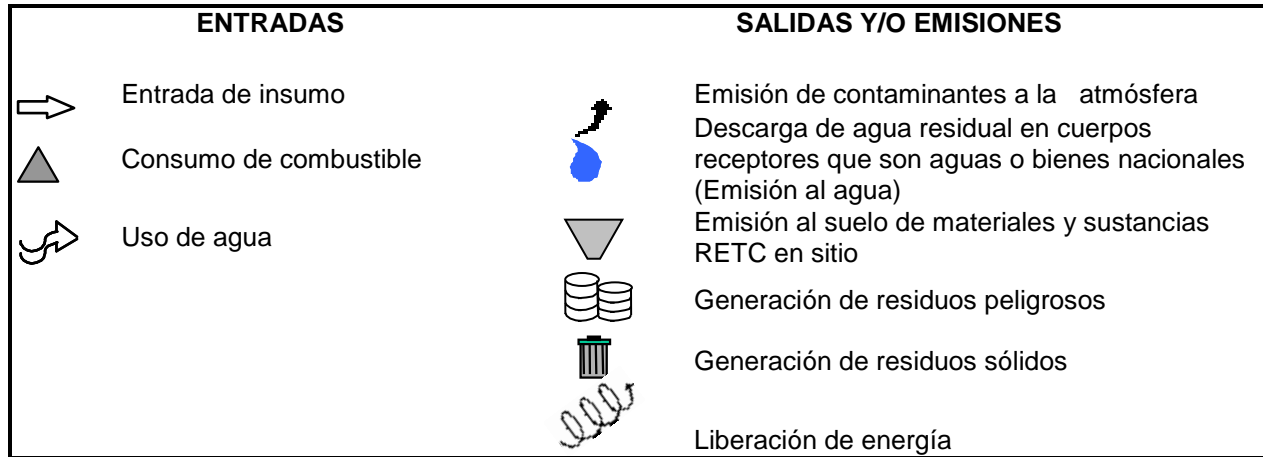 ENTRADAS
SALIDAS Y/O EMISIONES
Entrada de insumo
Consumo de combustible
Uso de agua
Emisión de contaminantes a la atmósfera
Descarga de agua residual en cuerpos
receptores que son aguas o bienes nacionales
(Emisión al agua)
Emisión al suelo de materiales y sustancias
RETC en sitio
Generación de residuos peligrosos
Generación de residuos sólidos
Liberación de energía